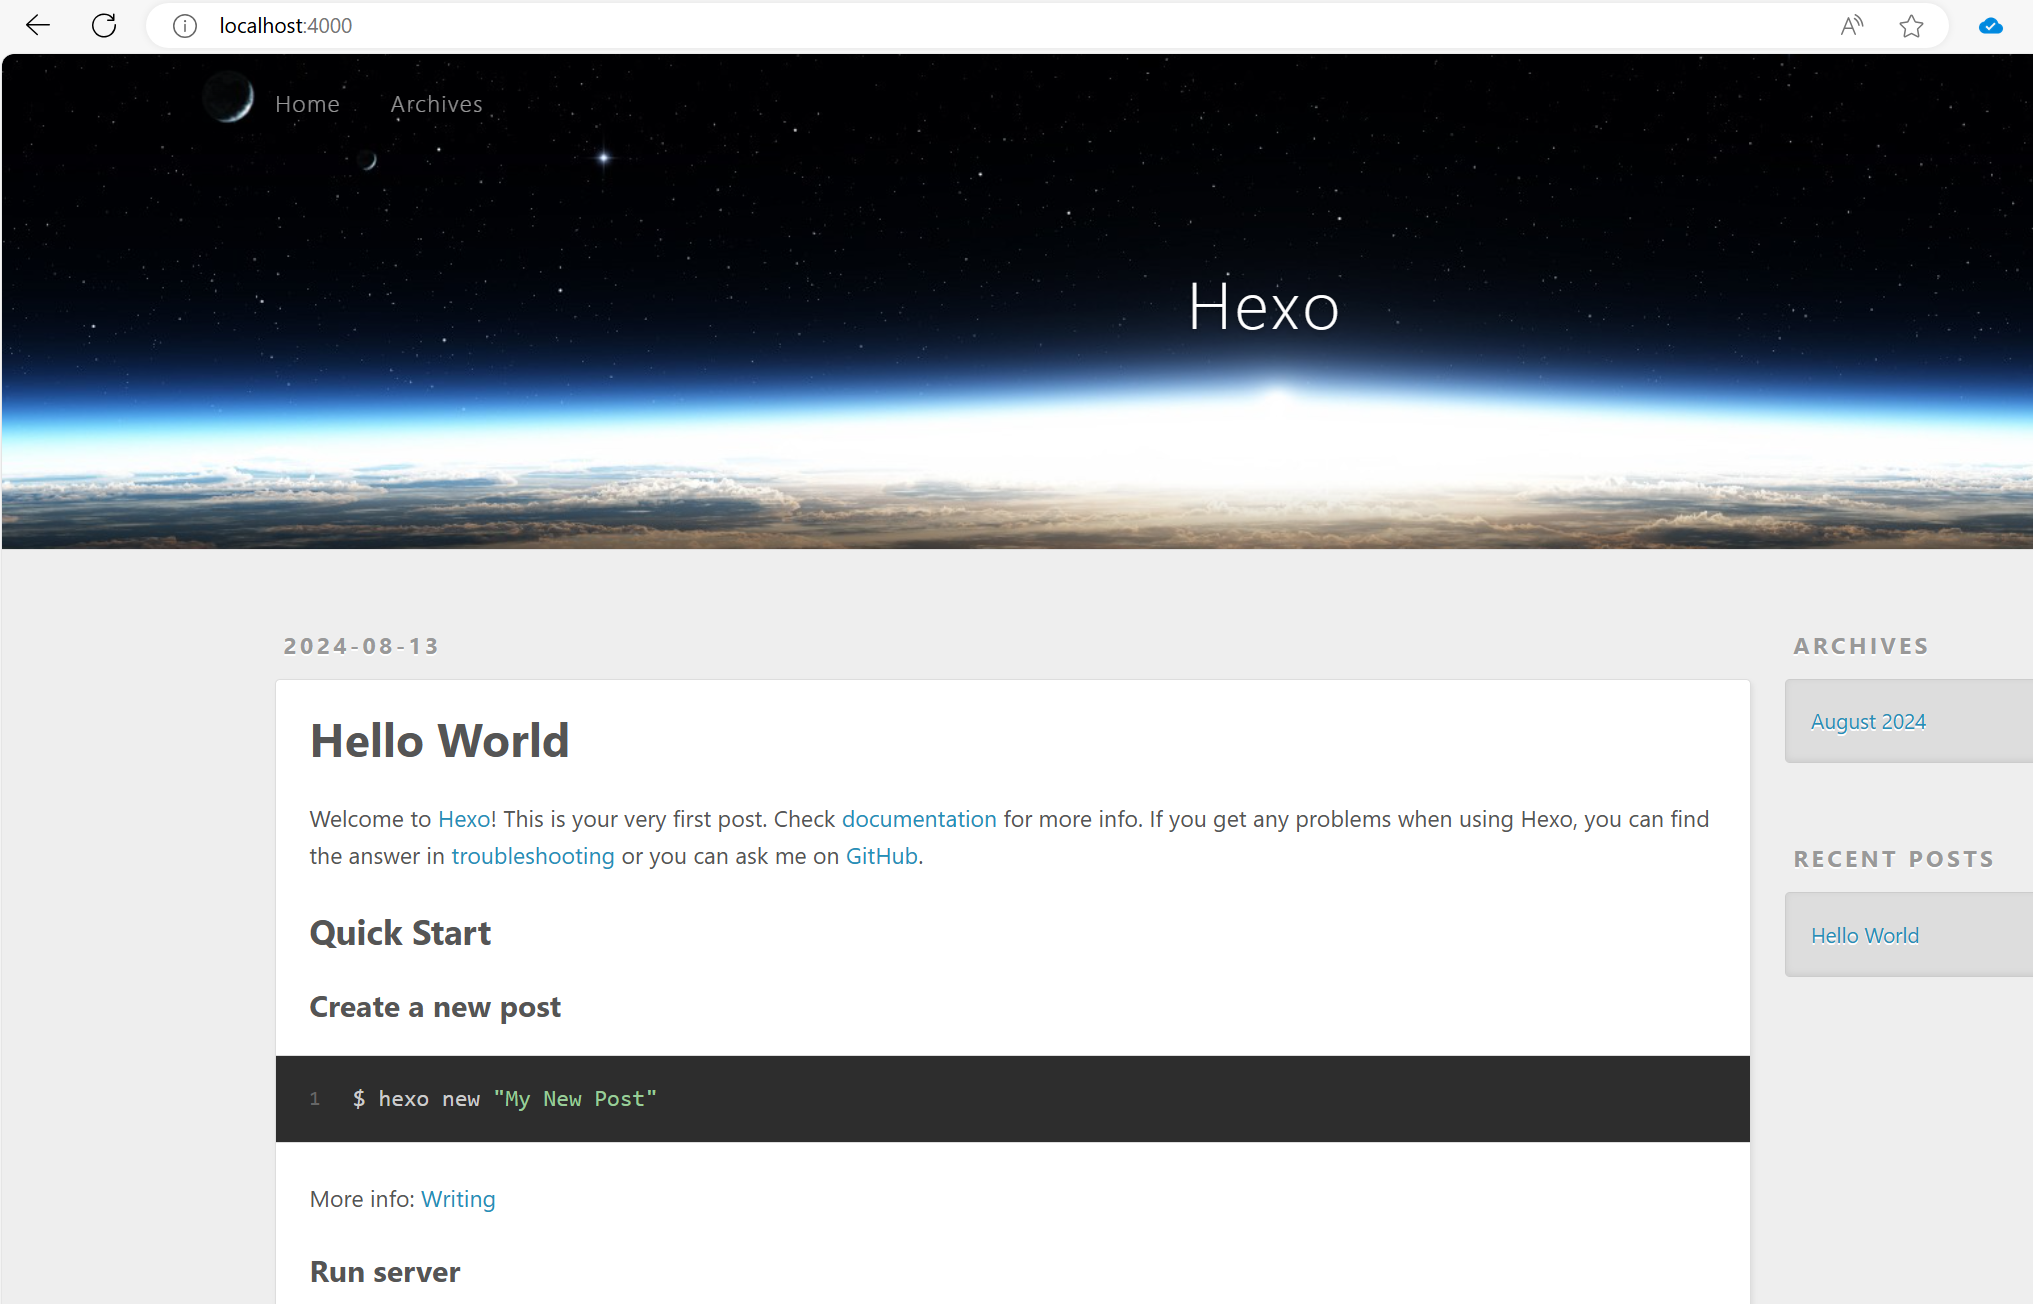 localhost:4000
Home Archives
Hexo
2024-08-13
Hello World
Welcome to Hexo! This is your very first post. Check documentation for more info. If you get any problems when using Hexo, you can find
the answer in troubleshooting or you can ask me on GitHub.
Quick Start
Create a new post
1 $ hexo new "My New Post"
More info: Writing
Run server
ARCHIVES
August 2024
RECENT POSTS
Hello World